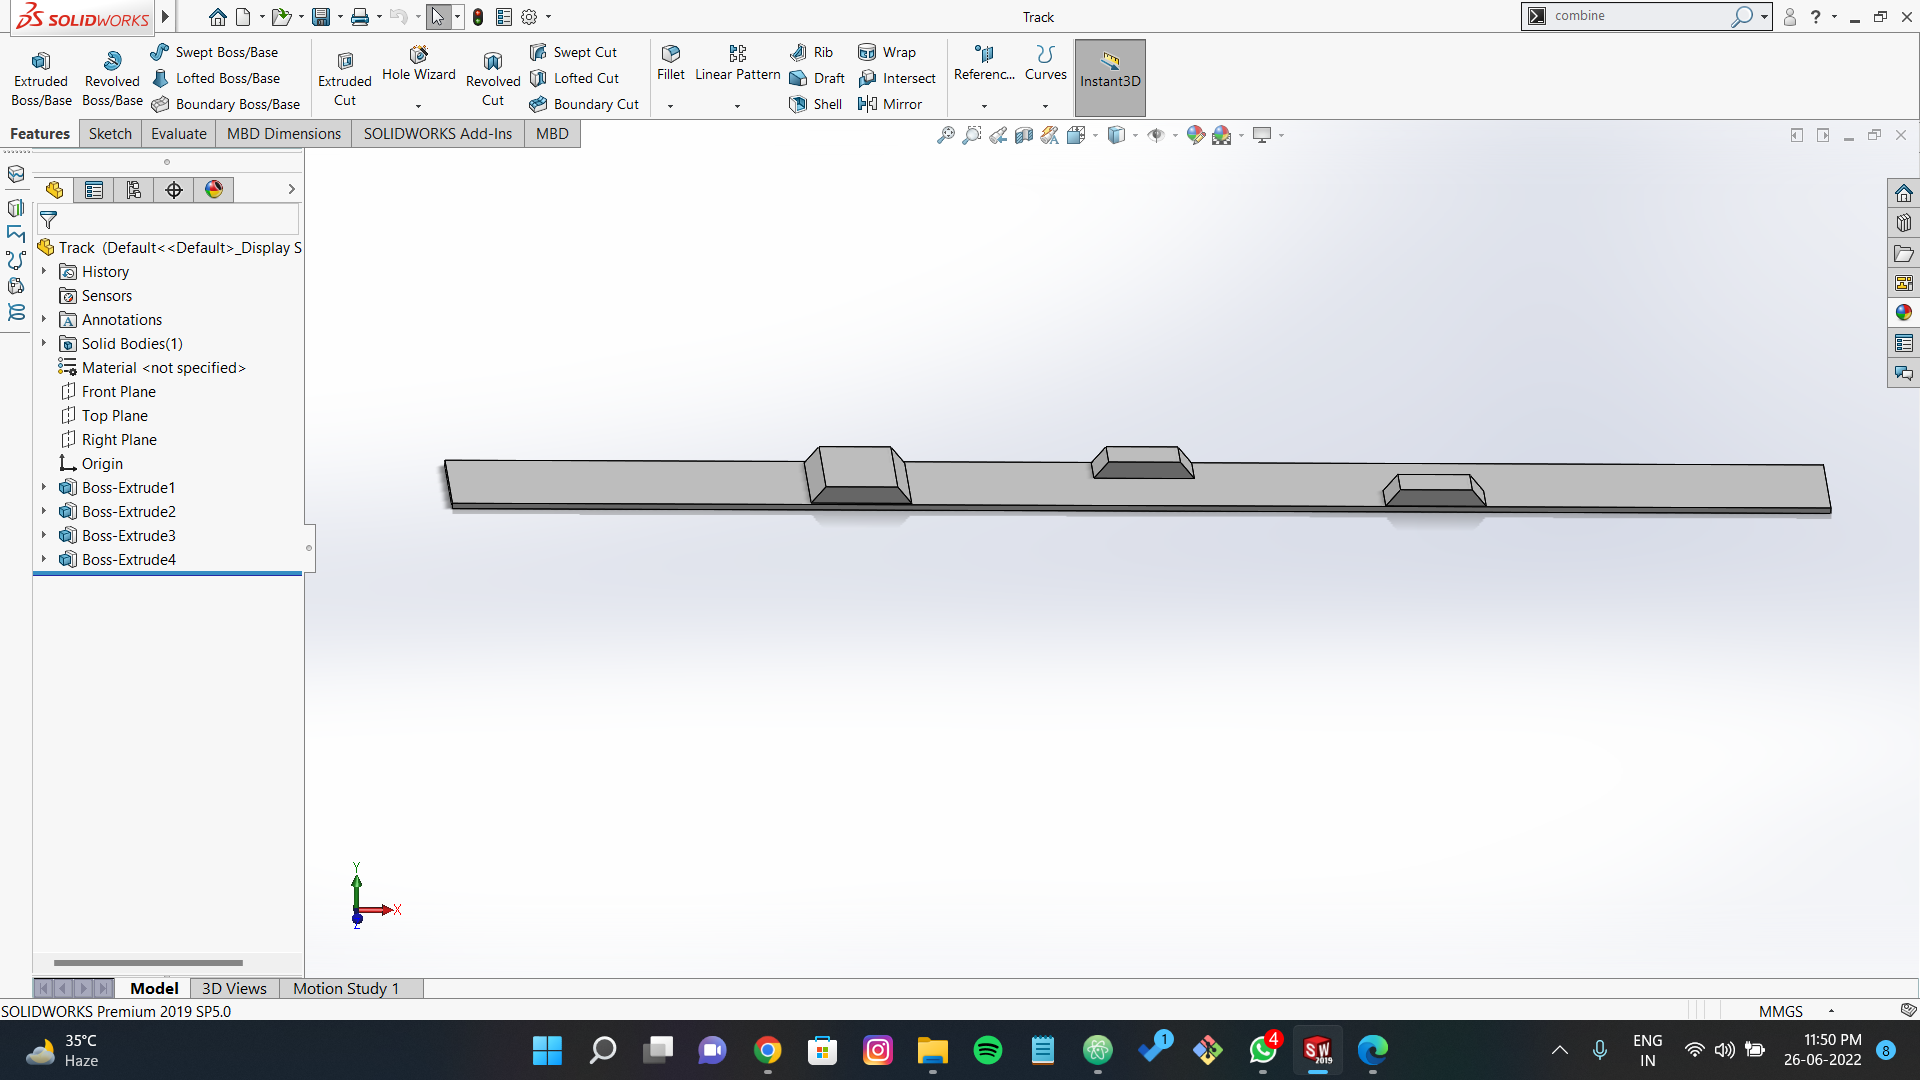 SOLIDWORKS
Track
combine
Extruded Boss/Base
Revolved Boss/Base
Swept Boss/Base
Lofted Boss/Base
Boundary Boss/Base
Extruded Cut
Hole Wizard
Revolved Cut
Swept Cut
Lofted Cut
Boundary Cut
Fillet
Linear Pattern
Rib
Draft
Shell
Wrap
Intersect
Mirror
Referenc...
Curves
Instant3D
Features
Sketch
Evaluate
MBD Dimensions
SOLIDWORKS Add-Ins
MBD
Track (Default<<Default>_Display S
History
Sensors
Annotations
Solid Bodies(1)
Material <not specified>
Front Plane
Top Plane
Right Plane
Origin
Boss-Extrude1
Boss-Extrude2
Boss-Extrude3
Boss-Extrude4
Y
X
Z
Model
3D Views
Motion Study 1
SOLIDWORKS Premium 2019 SP5.0
MMGS
35°C
Haze
1
4
SW
2019
ENG
IN
11:50 PM
26-06-2022
8